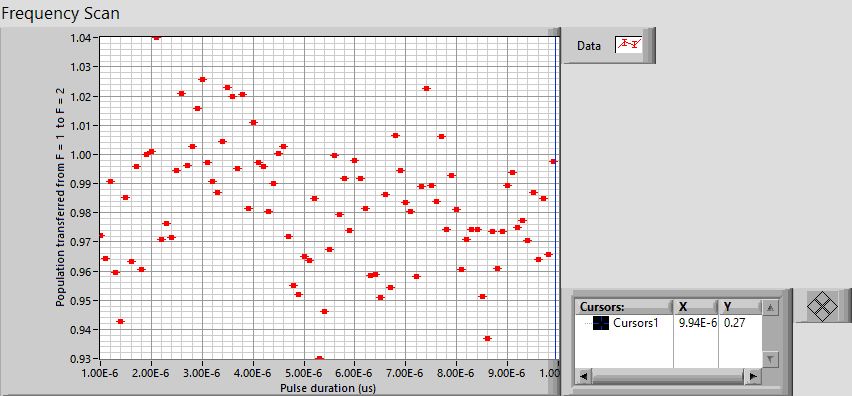 Frequency Scan
Data
Population transferred from F = 1 to F = 2
1.04
1.03
1.02
1.01
1.00
0.99
0.98
0.97
0.96
0.95
0.94
0.93
1.00E-6 2.00E-6 3.00E-6 4.00E-6 5.00E-6 6.00E-6 7.00E-6 8.00E-6 9.00E-6 1.00
Pulse duration (us)
Cursors: X Y
Cursors1 9.94E-6 0.27